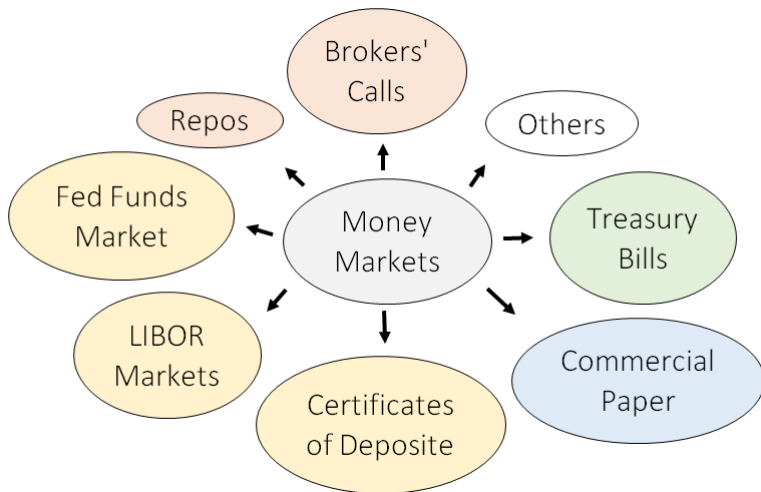 Brokers'
Calls
Repos
Others
Fed Funds
Market
Money
Markets
Treasury
Bills
LIBOR
Markets
Commercial
Paper
Certificates
of Deposite